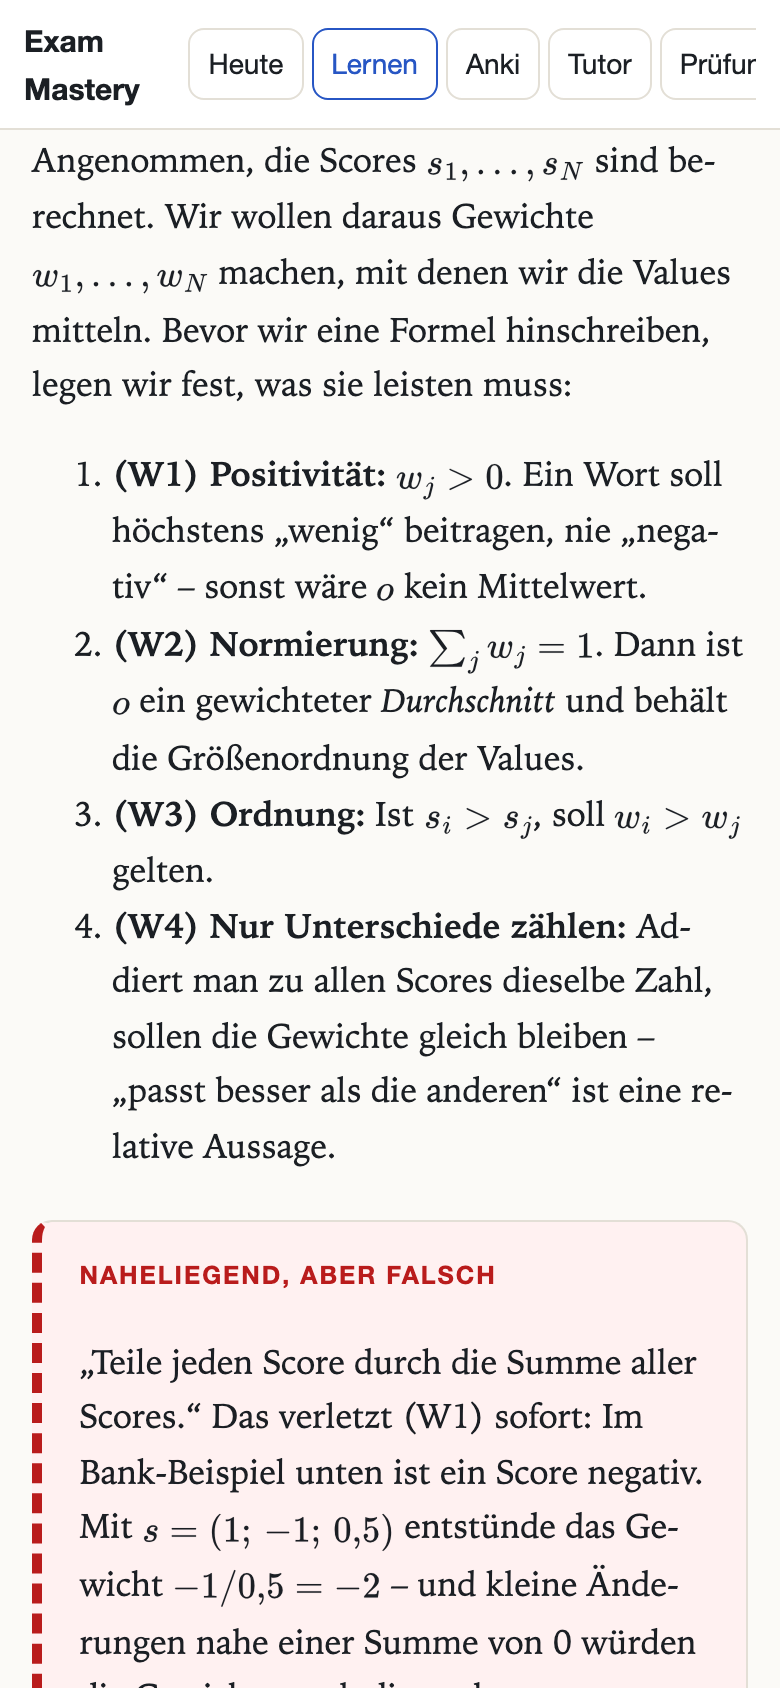 Exam
Mastery
Heute
Lernen
Anki
Tutor
Prüfun
Angenommen, die Scores s₁, . . . , s_N sind be-
rechnet. Wir wollen daraus Gewichte
w₁, . . . , w_N machen, mit denen wir die Values
mitteln. Bevor wir eine Formel hinschreiben,
legen wir fest, was sie leisten muss:
1. (W1) Positivität: w_j > 0. Ein Wort soll
höchstens „wenig“ beitragen, nie „nega-
tiv“ – sonst wäre o kein Mittelwert.
2. (W2) Normierung: ∑_j w_j = 1. Dann ist
o ein gewichteter Durchschnitt und behält
die Größenordnung der Values.
3. (W3) Ordnung: Ist s_i > s_j, soll w_i > w_j
gelten.
4. (W4) Nur Unterschiede zählen: Ad-
diert man zu allen Scores dieselbe Zahl,
sollen die Gewichte gleich bleiben –
„passt besser als die anderen“ ist eine re-
lative Aussage.
NAHELIEGEND, ABER FALSCH
„Teile jeden Score durch die Summe aller
Scores.“ Das verletzt (W1) sofort: Im
Bank-Beispiel unten ist ein Score negativ.
Mit s = (1; −1; 0,5) entstünde das Ge-
wicht −1/0,5 = −2 – und kleine Ände-
rungen nahe einer Summe von 0 würden